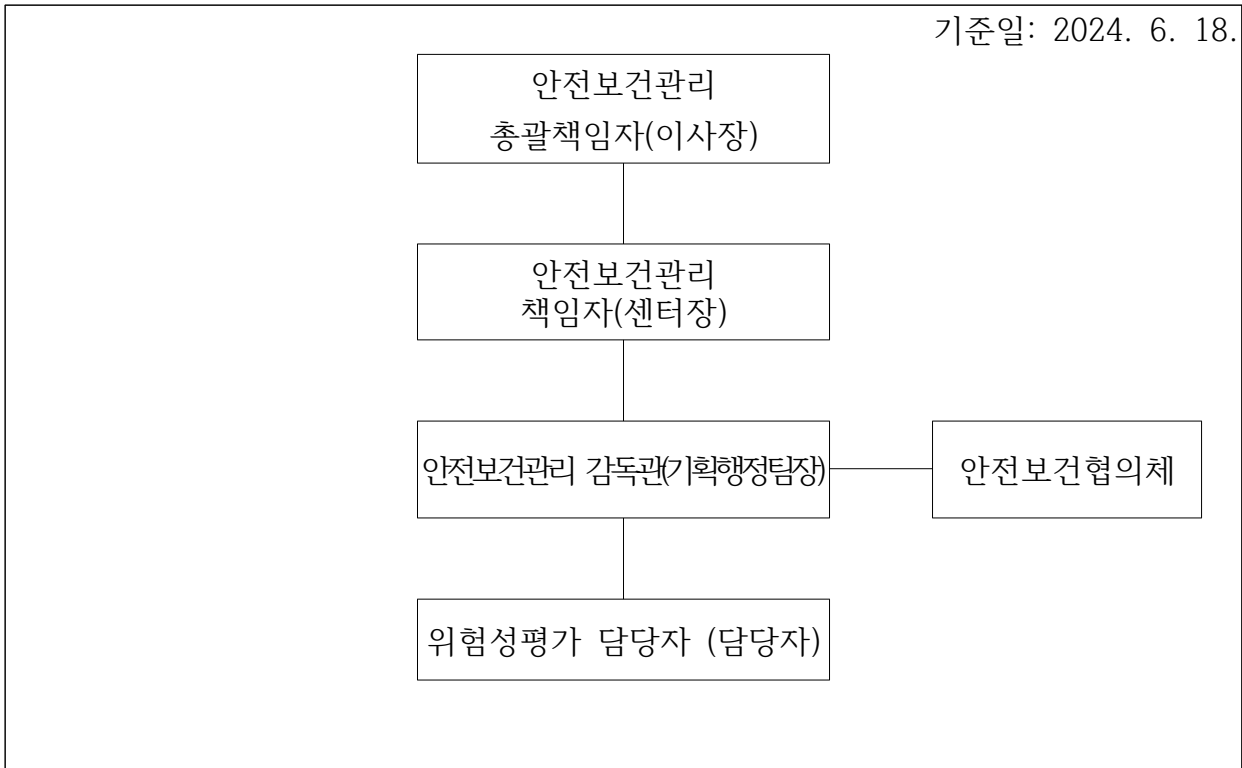 기준일: 2024. 6. 18.
안전보건관리
총괄책임자(이사장)
안전보건관리
책임자(센터장)
안전보건관리 감독관(기획행정팀장)
안전보건협의체
위험성평가 담당자 (담당자)